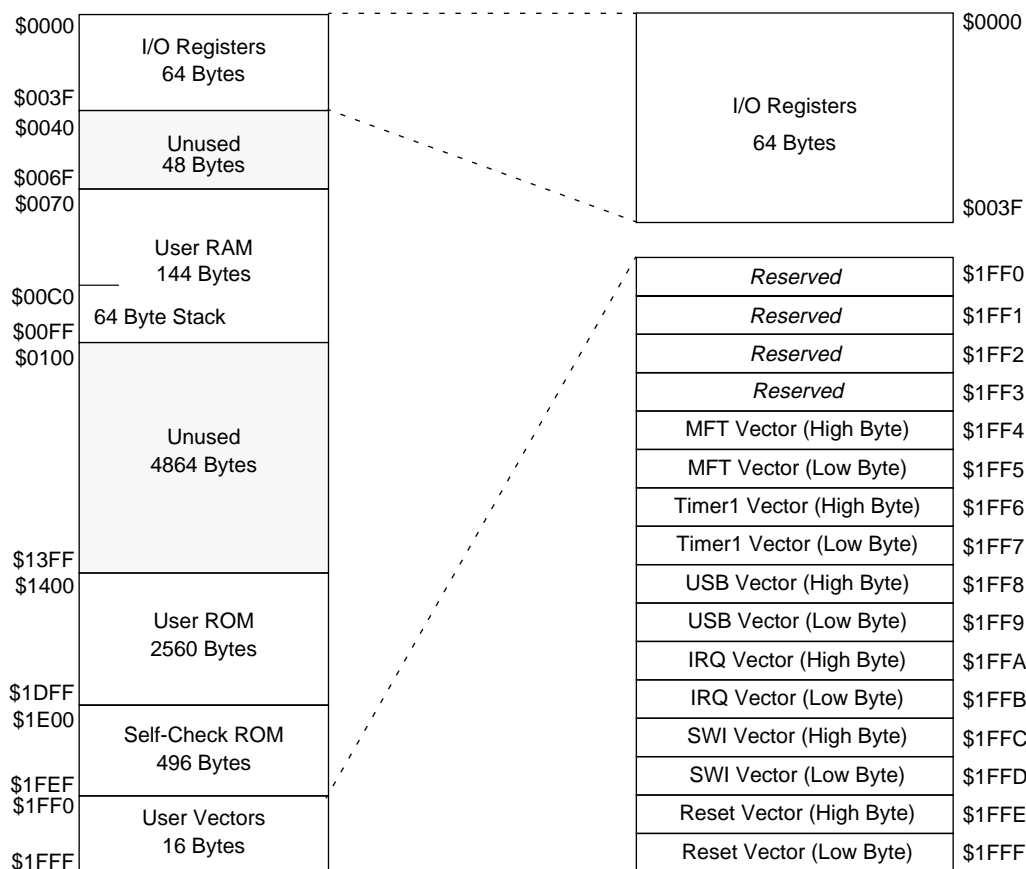 $0000
I/O Registers
64 Bytes
$003F
$0040
Unused
48 Bytes
$006F
$0070
User RAM
144 Bytes
$00C0
64 Byte Stack
$00FF
$0100
Unused
4864 Bytes
$13FF
$1400
User ROM
2560 Bytes
$1DFF
$1E00
Self-Check ROM
496 Bytes
$1FEF
$1FF0
User Vectors
16 Bytes
$1FFF
$0000
I/O Registers
64 Bytes
$003F
Reserved $1FF0
Reserved $1FF1
Reserved $1FF2
Reserved $1FF3
MFT Vector (High Byte) $1FF4
MFT Vector (Low Byte) $1FF5
Timer1 Vector (High Byte) $1FF6
Timer1 Vector (Low Byte) $1FF7
USB Vector (High Byte) $1FF8
USB Vector (Low Byte) $1FF9
IRQ Vector (High Byte) $1FFA
IRQ Vector (Low Byte) $1FFB
SWI Vector (High Byte) $1FFC
SWI Vector (Low Byte) $1FFD
Reset Vector (High Byte) $1FFE
Reset Vector (Low Byte) $1FFF